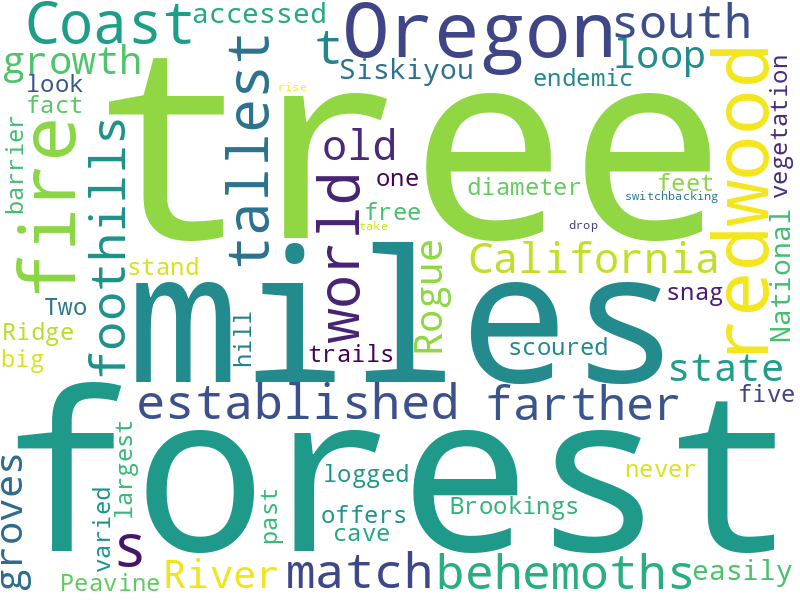 Coast
accessed
Oregon
south
growth
tallest
t
Siskiyou
loop
endemic
look
fact
rise
tree
redwood
vegetation
barrier
fire
foothills
old
world
one
diameter
feet
switchbacking
free
take
drop
National
stand
miles
Rogue
California
snag
Two
Ridge
big
hill
trails
scoured
state
established
farther
five
forest
groves
varied
largest
past
logged
offers
cave
Brookings
never
s
Peavine
River
match
behemoths
easily